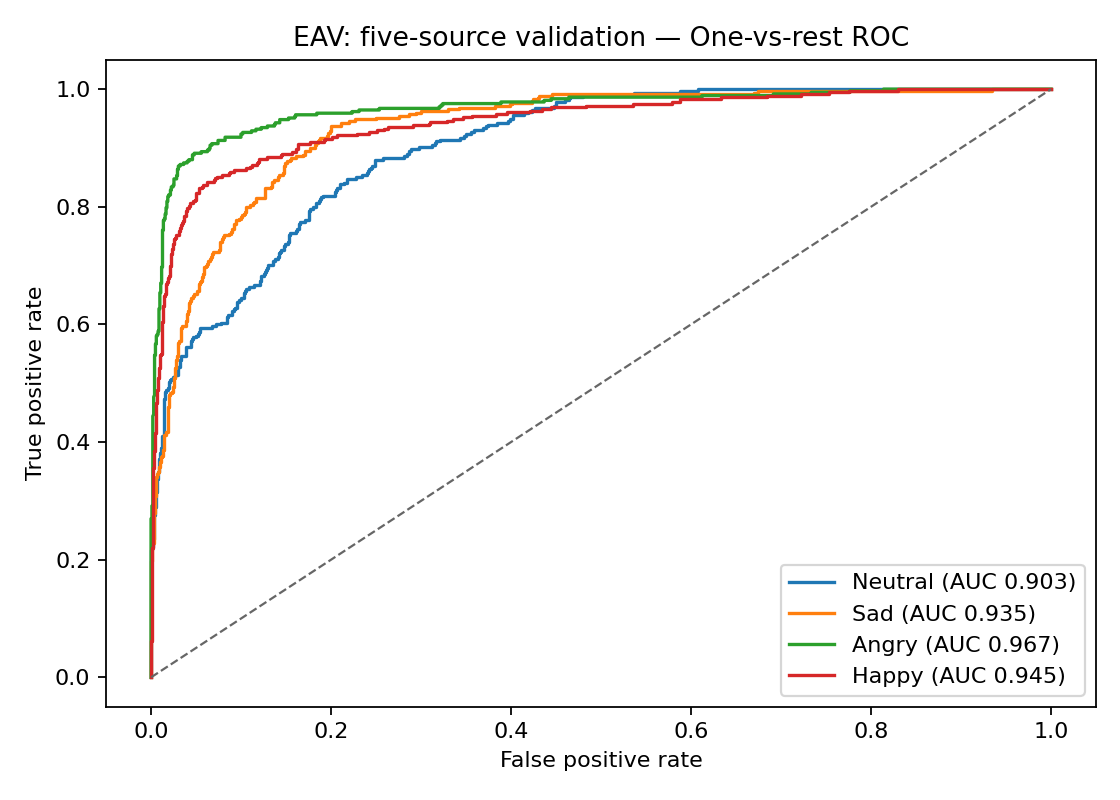 EAV: five-source validation — One-vs-rest ROC
True positive rate
1.0
0.8
0.6
0.4
0.2
0.0
Neutral (AUC 0.903)
Sad (AUC 0.935)
Angry (AUC 0.967)
Happy (AUC 0.945)
0.0 0.2 0.4 0.6 0.8 1.0
False positive rate